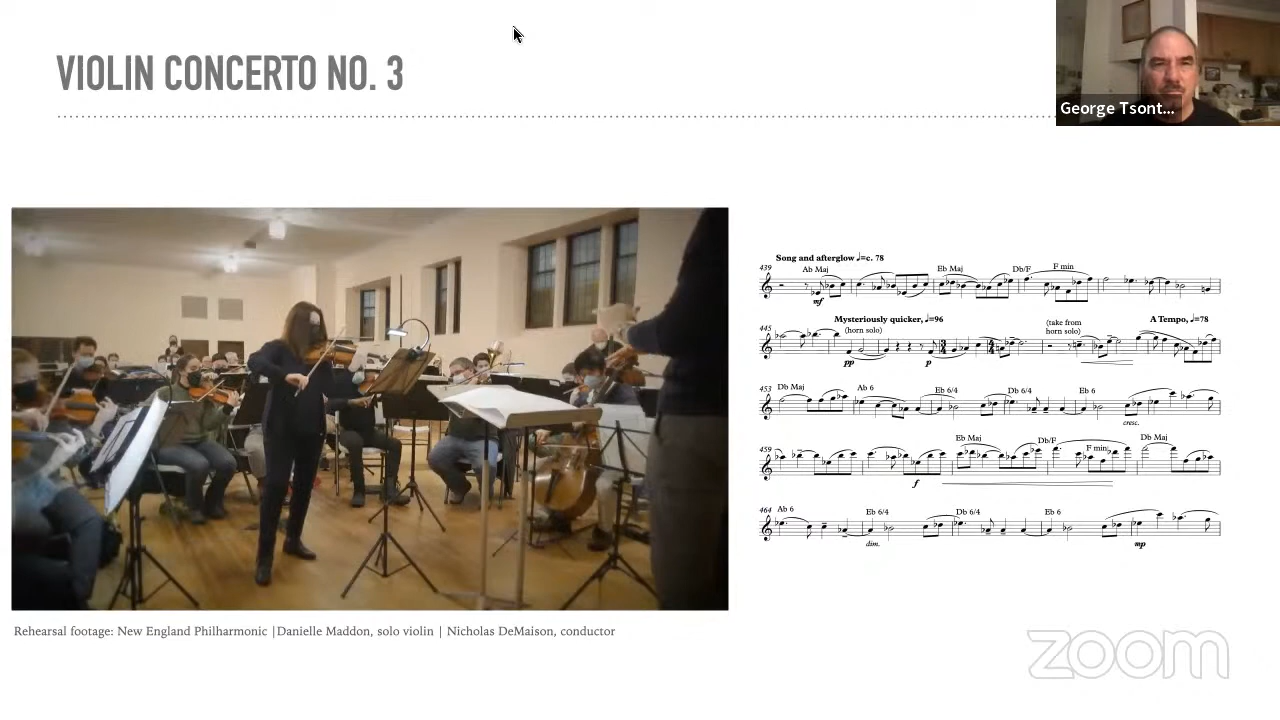 VIOLIN CONCERTO NO. 3
George Tsont...
Song and afterglow ♩=c. 78
439
Ab Maj
Eb Maj
Db/F
F min
mf
445
Mysteriously quicker, ♩=96
(horn solo)
(take from
horn solo)
A Tempo, ♩=78
pp
p
453
Db Maj
Ab 6
Eb 6/4
Db 6/4
Eb 6
cresc.
459
Eb Maj
Db/F
F min
Db Maj
f
464
Ab 6
Eb 6/4
Db 6/4
Eb 6
dim.
mp
Rehearsal footage: New England Philharmonic |Danielle Maddon, solo violin | Nicholas DeMaison, conductor
zoom